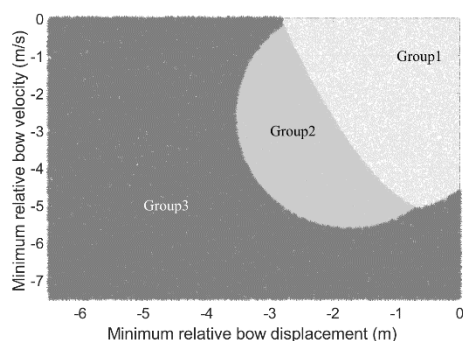 Minimum relative bow velocity (m/s)
0
-1
-2
-3
-4
-5
-6
-7
Group1
Group2
Group3
-6 -5 -4 -3 -2 -1 0
Minimum relative bow displacement (m)